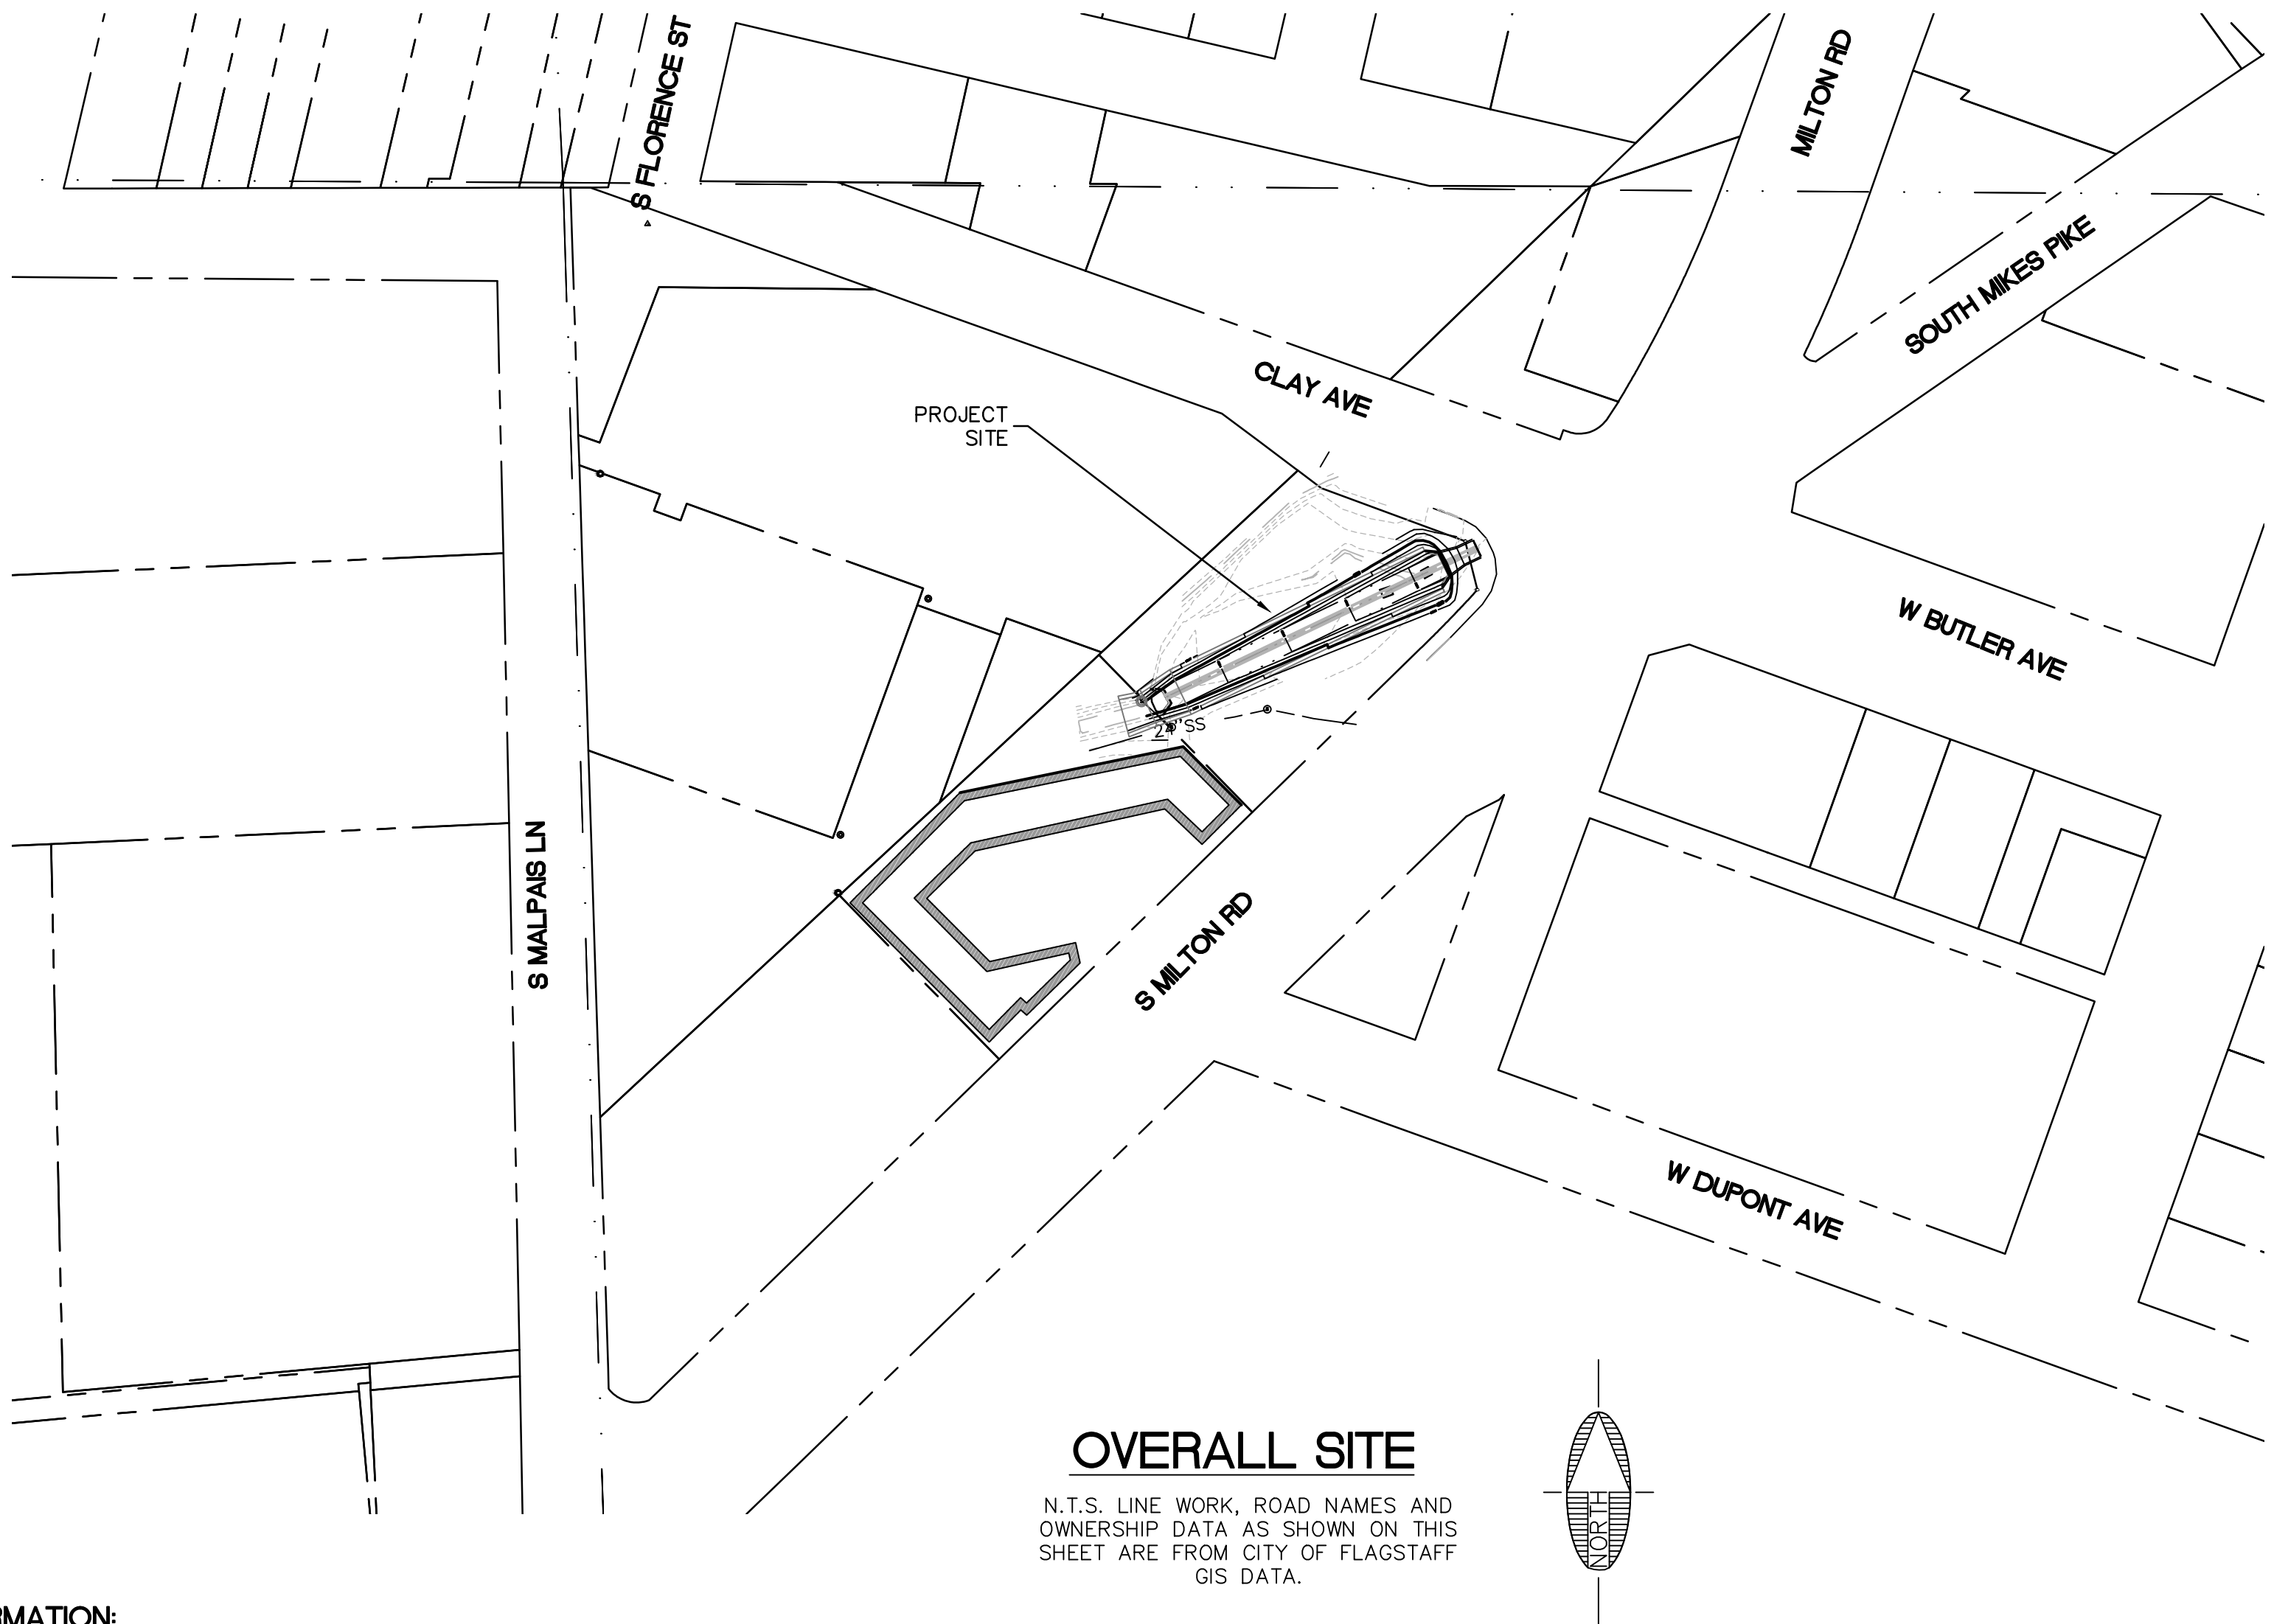 S FLORENCE ST
MILTON RD
SOUTH MIKES PIKE
CLAY AVE
PROJECT
SITE
W BUTLER AVE
24"SS
S MALPAIS LN
S MILTON RD
W DUPONT AVE
OVERALL SITE
N.T.S. LINE WORK, ROAD NAMES AND
OWNERSHIP DATA AS SHOWN ON THIS
SHEET ARE FROM CITY OF FLAGSTAFF
GIS DATA.
NORTH